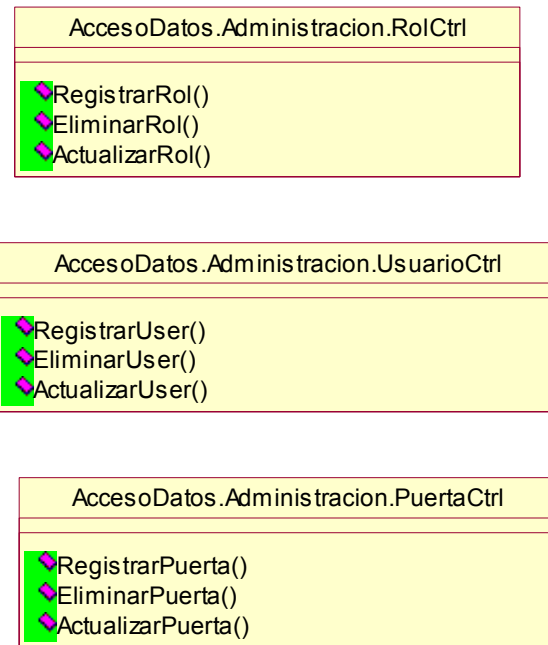 AccesoDatos.Administracion.RolCtrl
RegistrarRol()
EliminarRol()
ActualizarRol()
AccesoDatos.Administracion.UsuarioCtrl
RegistrarUser()
EliminarUser()
ActualizarUser()
AccesoDatos.Administracion.PuertaCtrl
RegistrarPuerta()
EliminarPuerta()
ActualizarPuerta()